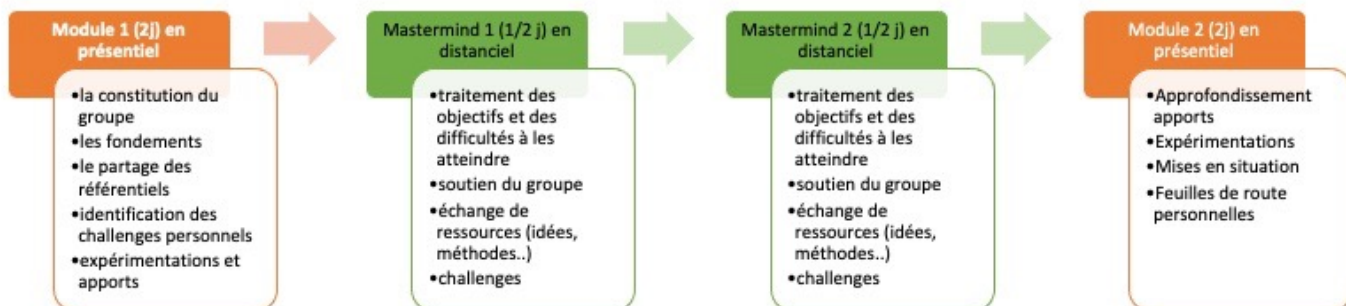 Module 1 (2j) en
présentiel
•la constitution du
groupe
•les fondements
•le partage des
référentiels
•identification des
challenges personnels
•expérimentations et
apports
Mastermind 1 (1/2 j) en
distanciel
•traitement des
objectifs et des
difficultés à les
atteindre
•soutien du groupe
•échange de
ressources (idées,
méthodes..)
•challenges
Mastermind 2 (1/2 j) en
distanciel
•traitement des
objectifs et des
difficultés à les
atteindre
•soutien du groupe
•échange de
ressources (idées,
méthodes..)
•challenges
Module 2 (2j) en
présentiel
•Approfondissement
apports
•Expérimentations
•Mises en situation
•Feuilles de route
personnelles